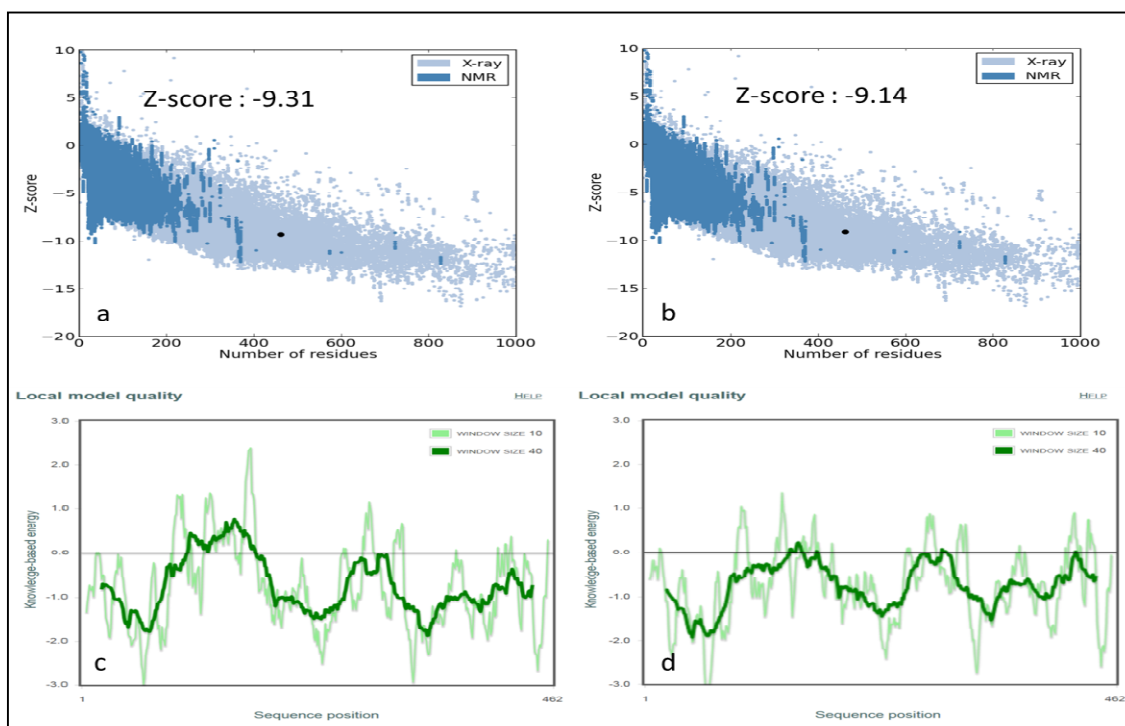 10
5
0
−5
−10
−15
−20
Z-score
Z-score : -9.31
X-ray
NMR
a
0
200
400
600
800
1000
Number of residues
10
5
0
−5
−10
−15
−20
Z-score
Z-score : -9.14
X-ray
NMR
b
0
200
400
600
800
1000
Number of residues
Local model quality
HELP
3.0
2.0
1.0
0.0
-1.0
-2.0
-3.0
Knowledge-based energy
WINDOW SIZE 10
WINDOW SIZE 40
c
1
462
Sequence position
Local model quality
HELP
3.0
2.0
1.0
0.0
-1.0
-2.0
-3.0
Knowledge-based energy
WINDOW SIZE 10
WINDOW SIZE 40
d
1
462
Sequence position